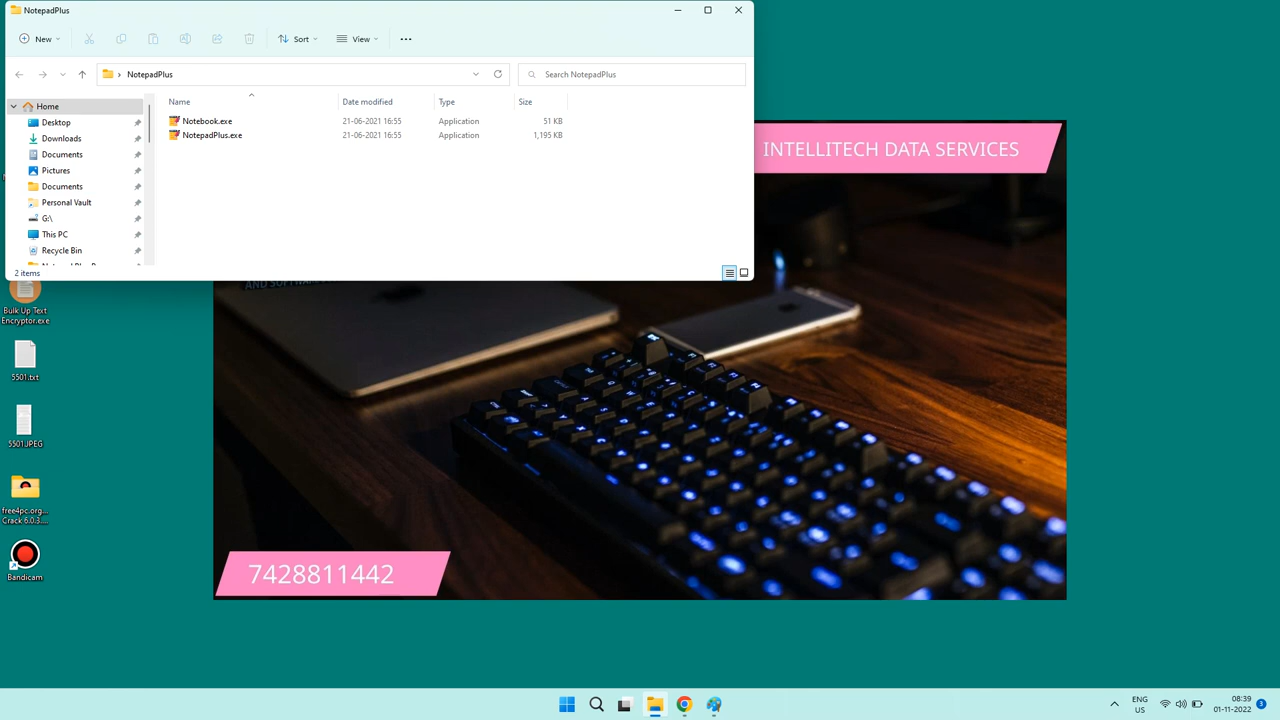 NotepadPlus
New
Sort
View
NotepadPlus
Search NotepadPlus
Home
Desktop
Downloads
Documents
Pictures
Documents
Personal Vault
G:\
This PC
Recycle Bin
Name Date modified Type Size
Notebook.exe 21-06-2021 16:55 Application 51 KB
NotepadPlus.exe 21-06-2021 16:55 Application 1,195 KB
2 items
INTELLITECH DATA SERVICES
Bulk Up Text
Encryptor.exe
5501.txt
5501JPEG
free4pc.org...
Crack 6.0.3....
Bandicam
7428811442
ENG
US
08:39
01-11-2022
3